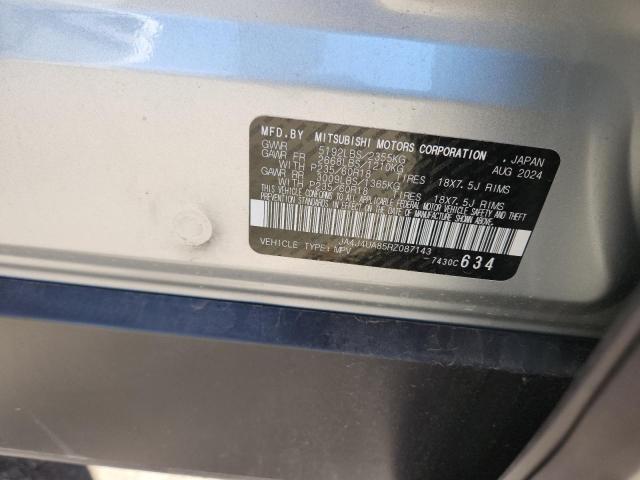 MFD.BY MITSUBISHI MOTORS CORPORATION, JAPAN
GVWR 5192LBS/2355KG AUG 2024
GAWR FR 2668LBS/1210KG
WITH P235/60R18 TIRES 18X7.5J RIMS
GAWR RR 3009LBS/1365KG
WITH P235/60R18 TIRES 18X7.5J RIMS
THIS VEHICLE CONFORMS TO ALL APPLICABLE FEDERAL MOTOR VEHICLE SAFETY AND THEFT
PREVENTION STANDARDS IN EFFECT ON THE DATE OF MANUFACTURE SHOWN ABOVE.
JA4J4UA85RZ087143
VEHICLE TYPE: MPV 7430C 634